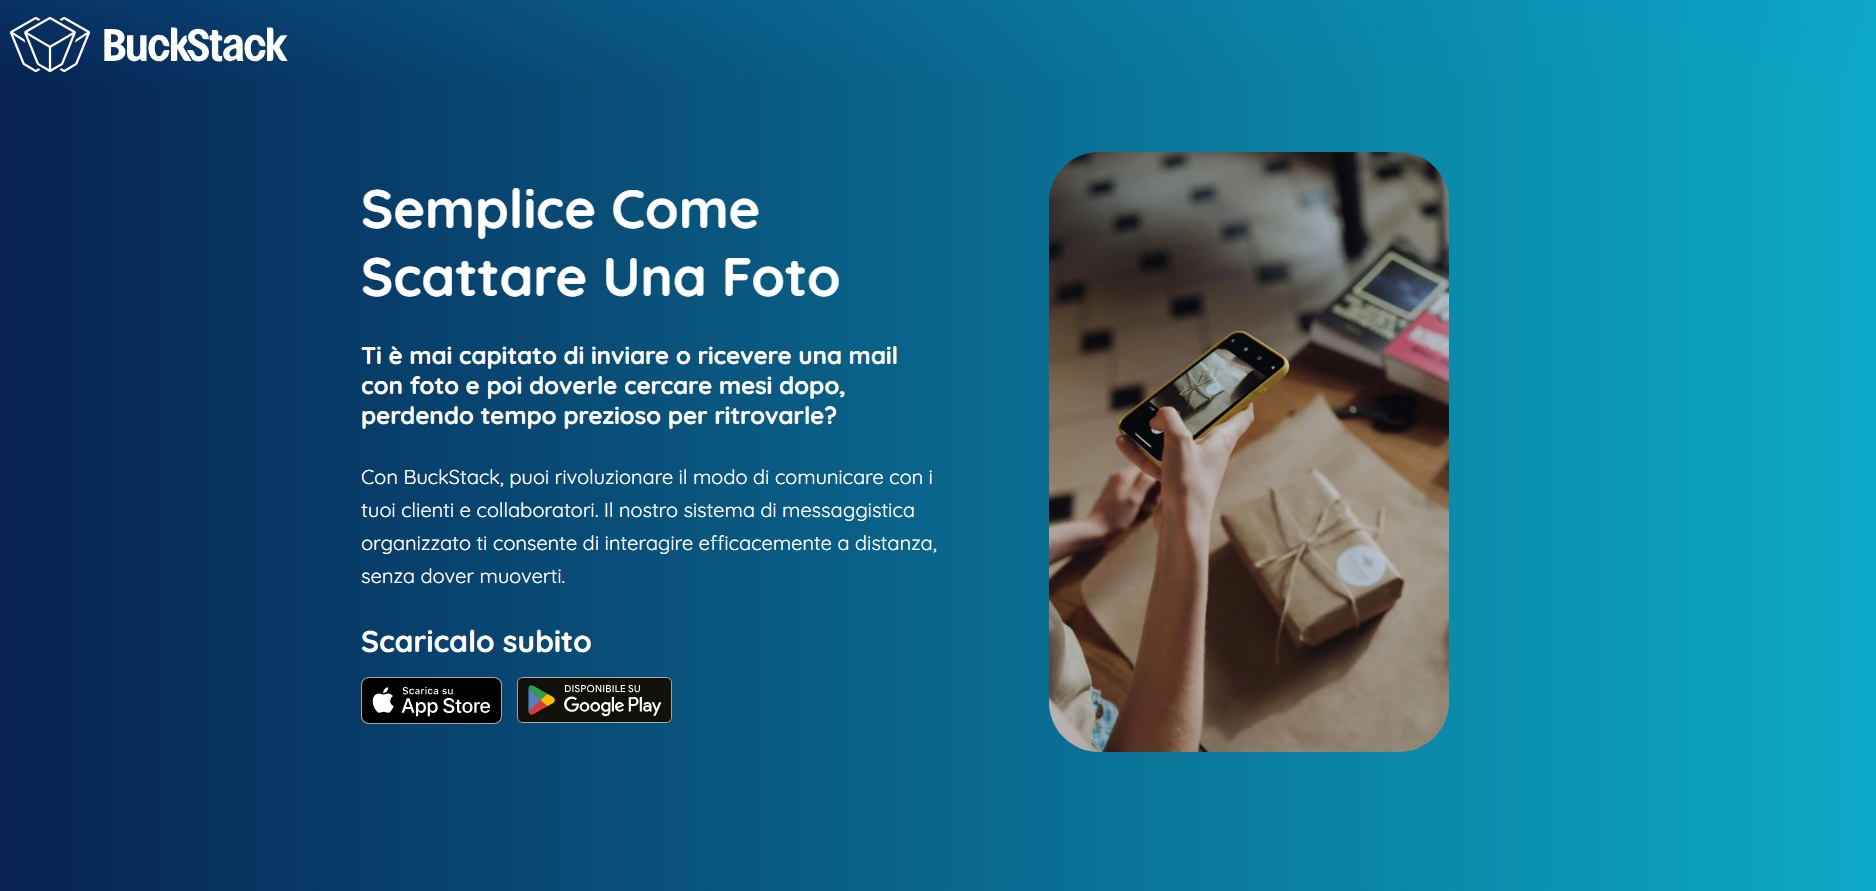 BuckStack
Semplice Come
Scattare Una Foto
Ti è mai capitato di inviare o ricevere una mail
con foto e poi doverle cercare mesi dopo,
perdendo tempo prezioso per ritrovarle?
Con BuckStack, puoi rivoluzionare il modo di comunicare con i
tuoi clienti e collaboratori. Il nostro sistema di messaggistica
organizzato ti consente di interagire efficacemente a distanza,
senza dover muoverti.
Scaricalo subito
Scarica su
App Store
DISPONIBILE SU
Google Play